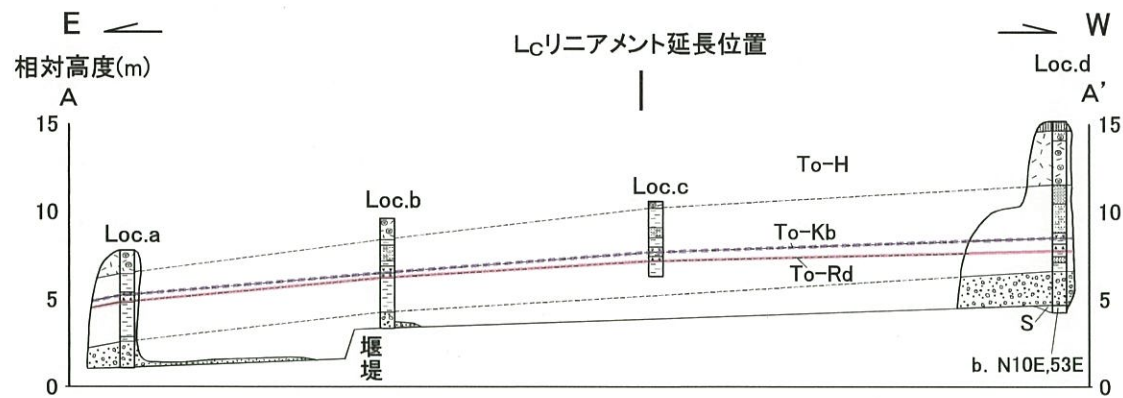 E
W
LCリニアメント延長位置
相対高度(m)
Loc.d
A
A'
15
15
To-H
Loc.b
Loc.c
10
10
Loc.a
To-Kb
To-Rd
5
5
S
堰堤
b. N10E,53E
0
0